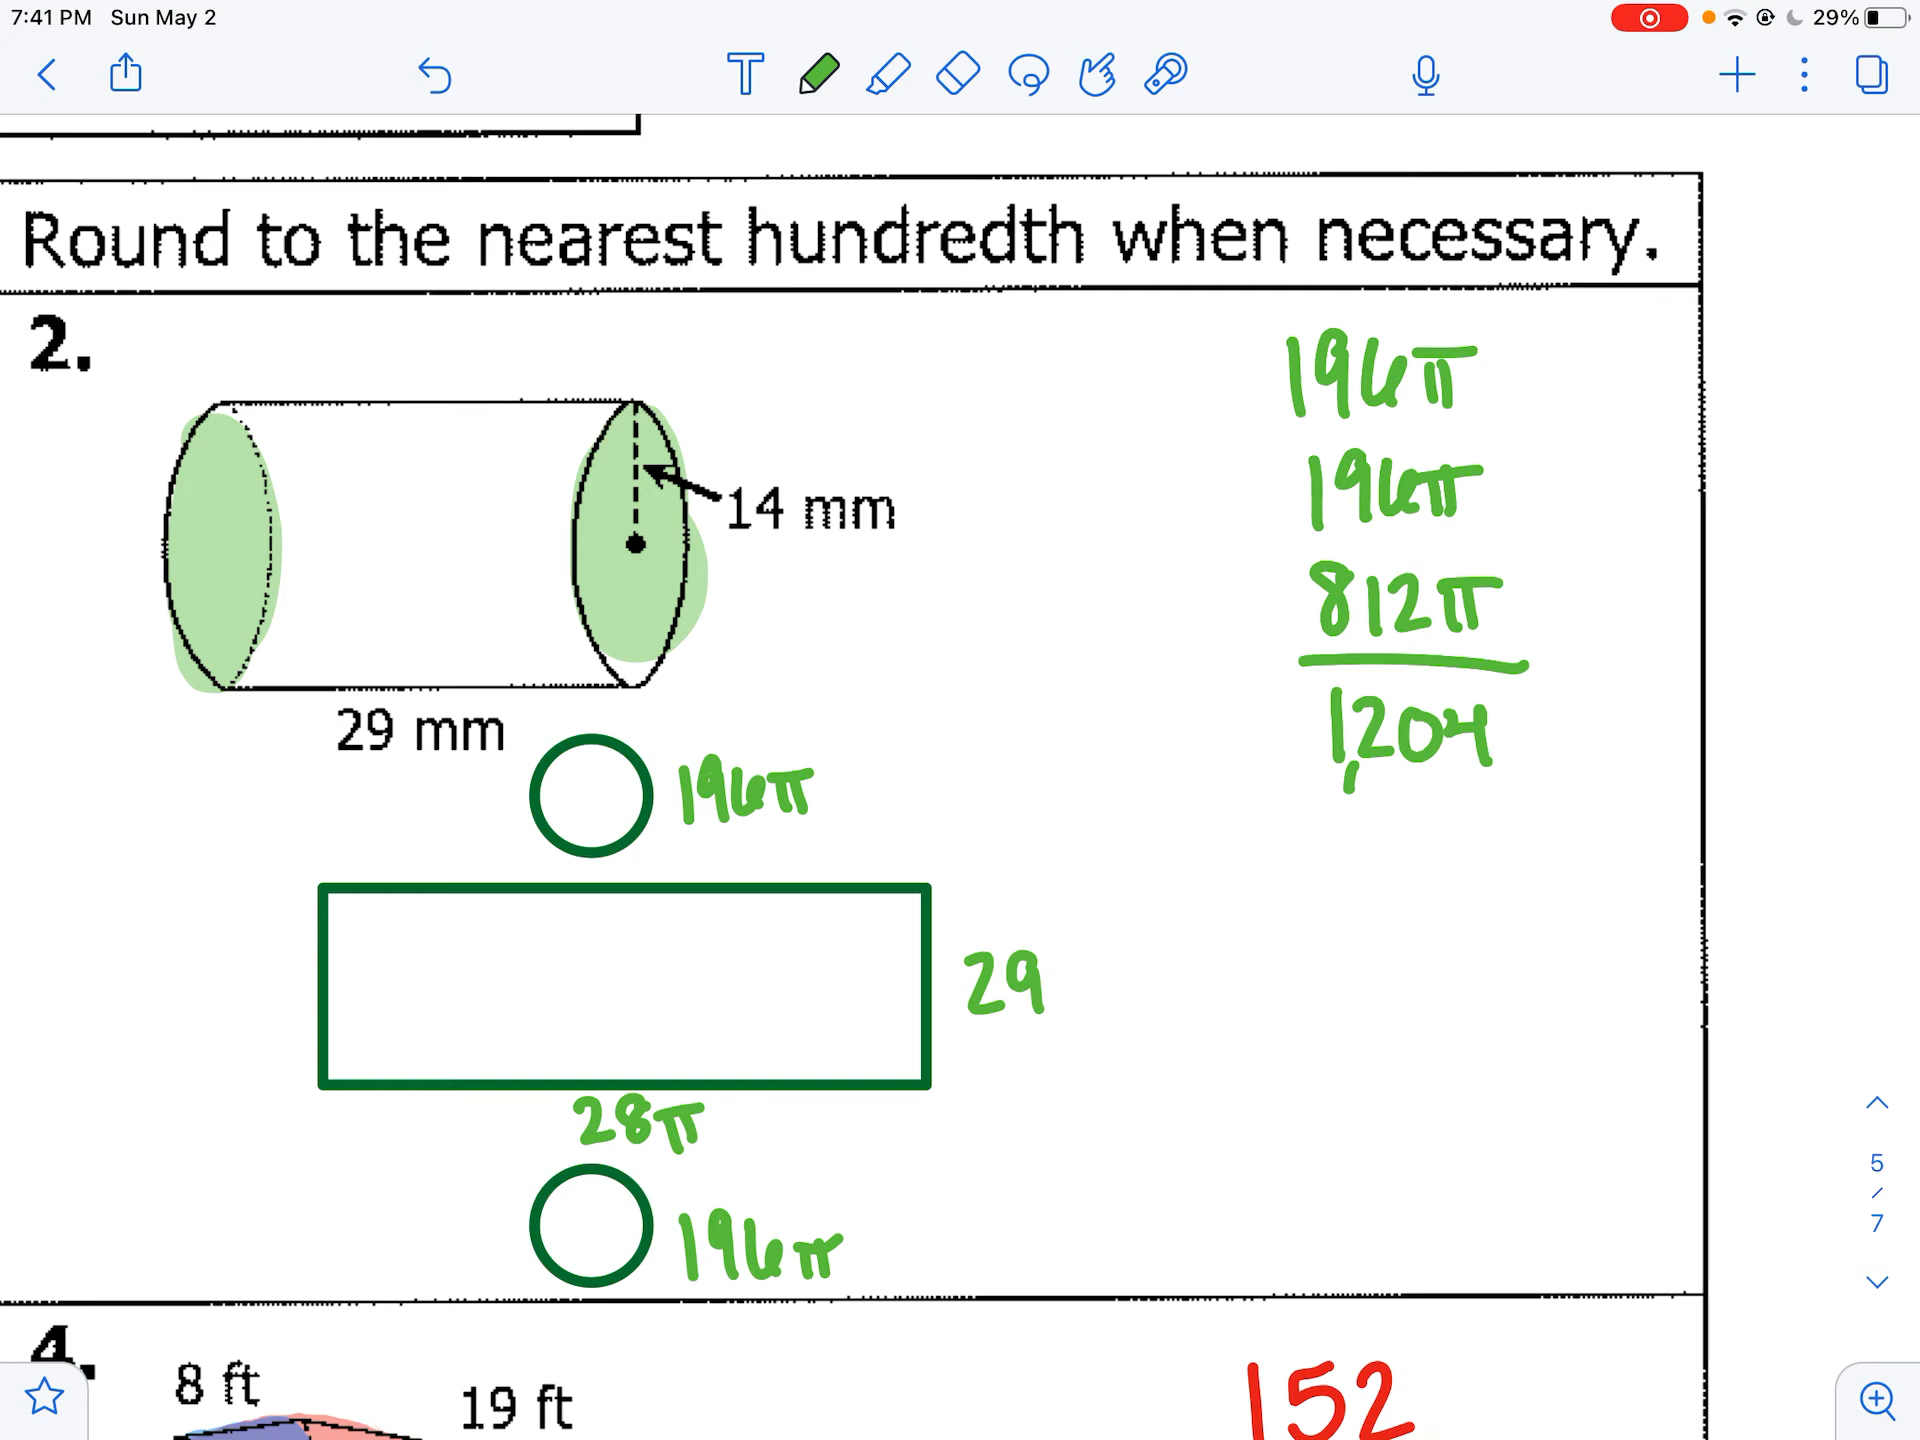 7:41 PM Sun May 2
29%
T
Round to the nearest hundredth when necessary.
2.
14 mm
29 mm
196π
196π
812π
1,204
196π
29
28π
196π
5
/
7
4.
8 ft
19 ft
152